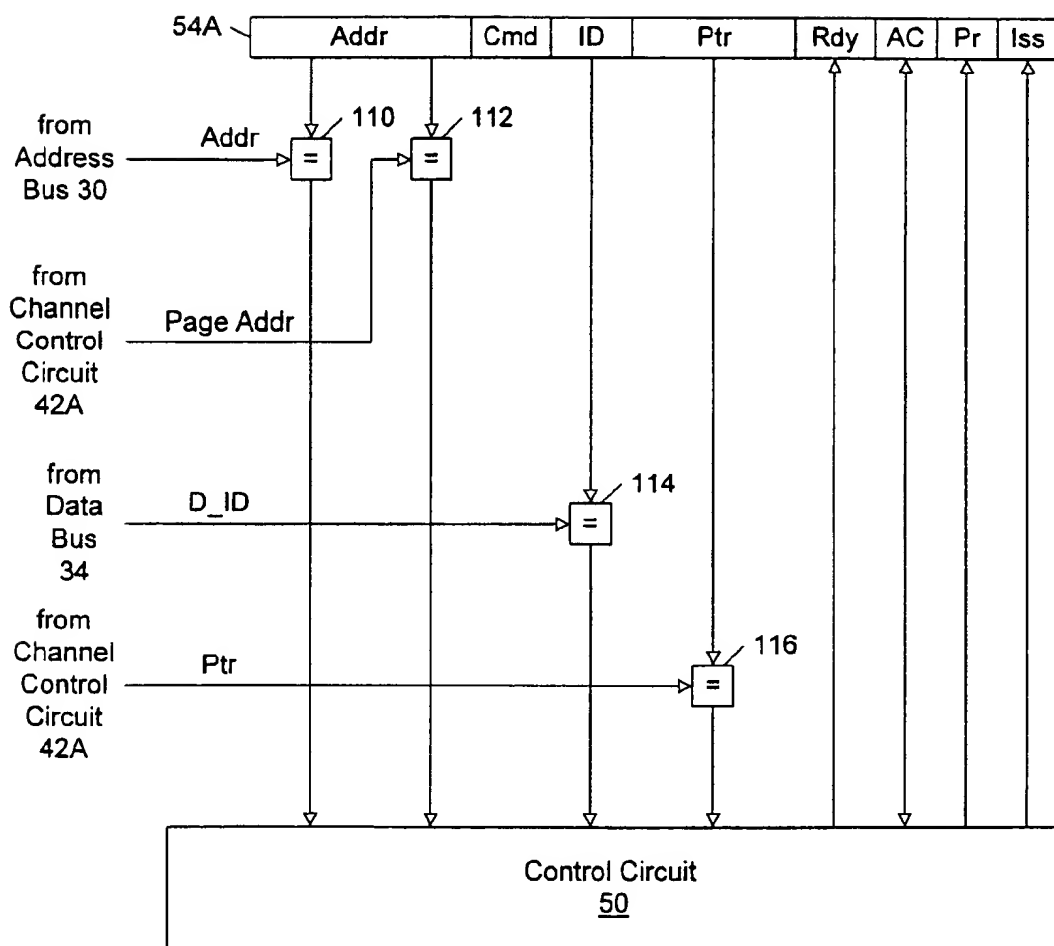 54A
Addr Cmd ID Ptr Rdy AC Pr Iss
110
112
from
Address
Bus 30
Addr
= =
from
Channel
Control
Circuit
42A
Page Addr
from
Data
Bus
34
D_ID
114
=
from
Channel
Control
Circuit
42A
Ptr
116
=
Control Circuit
50